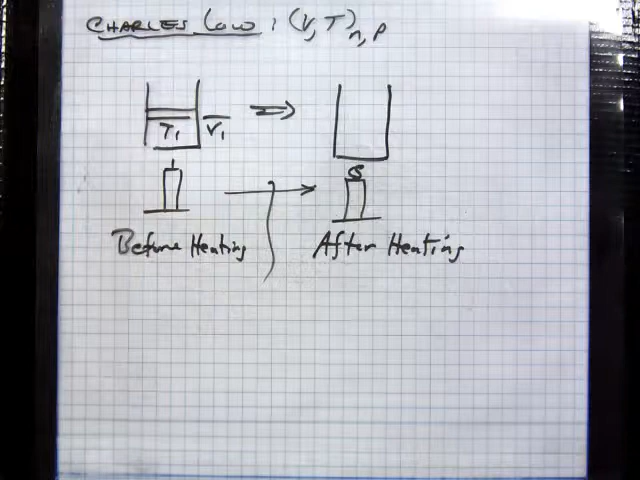 CHARLES LAW : (V, T)n, P
T1 V1
Before Heating After Heating